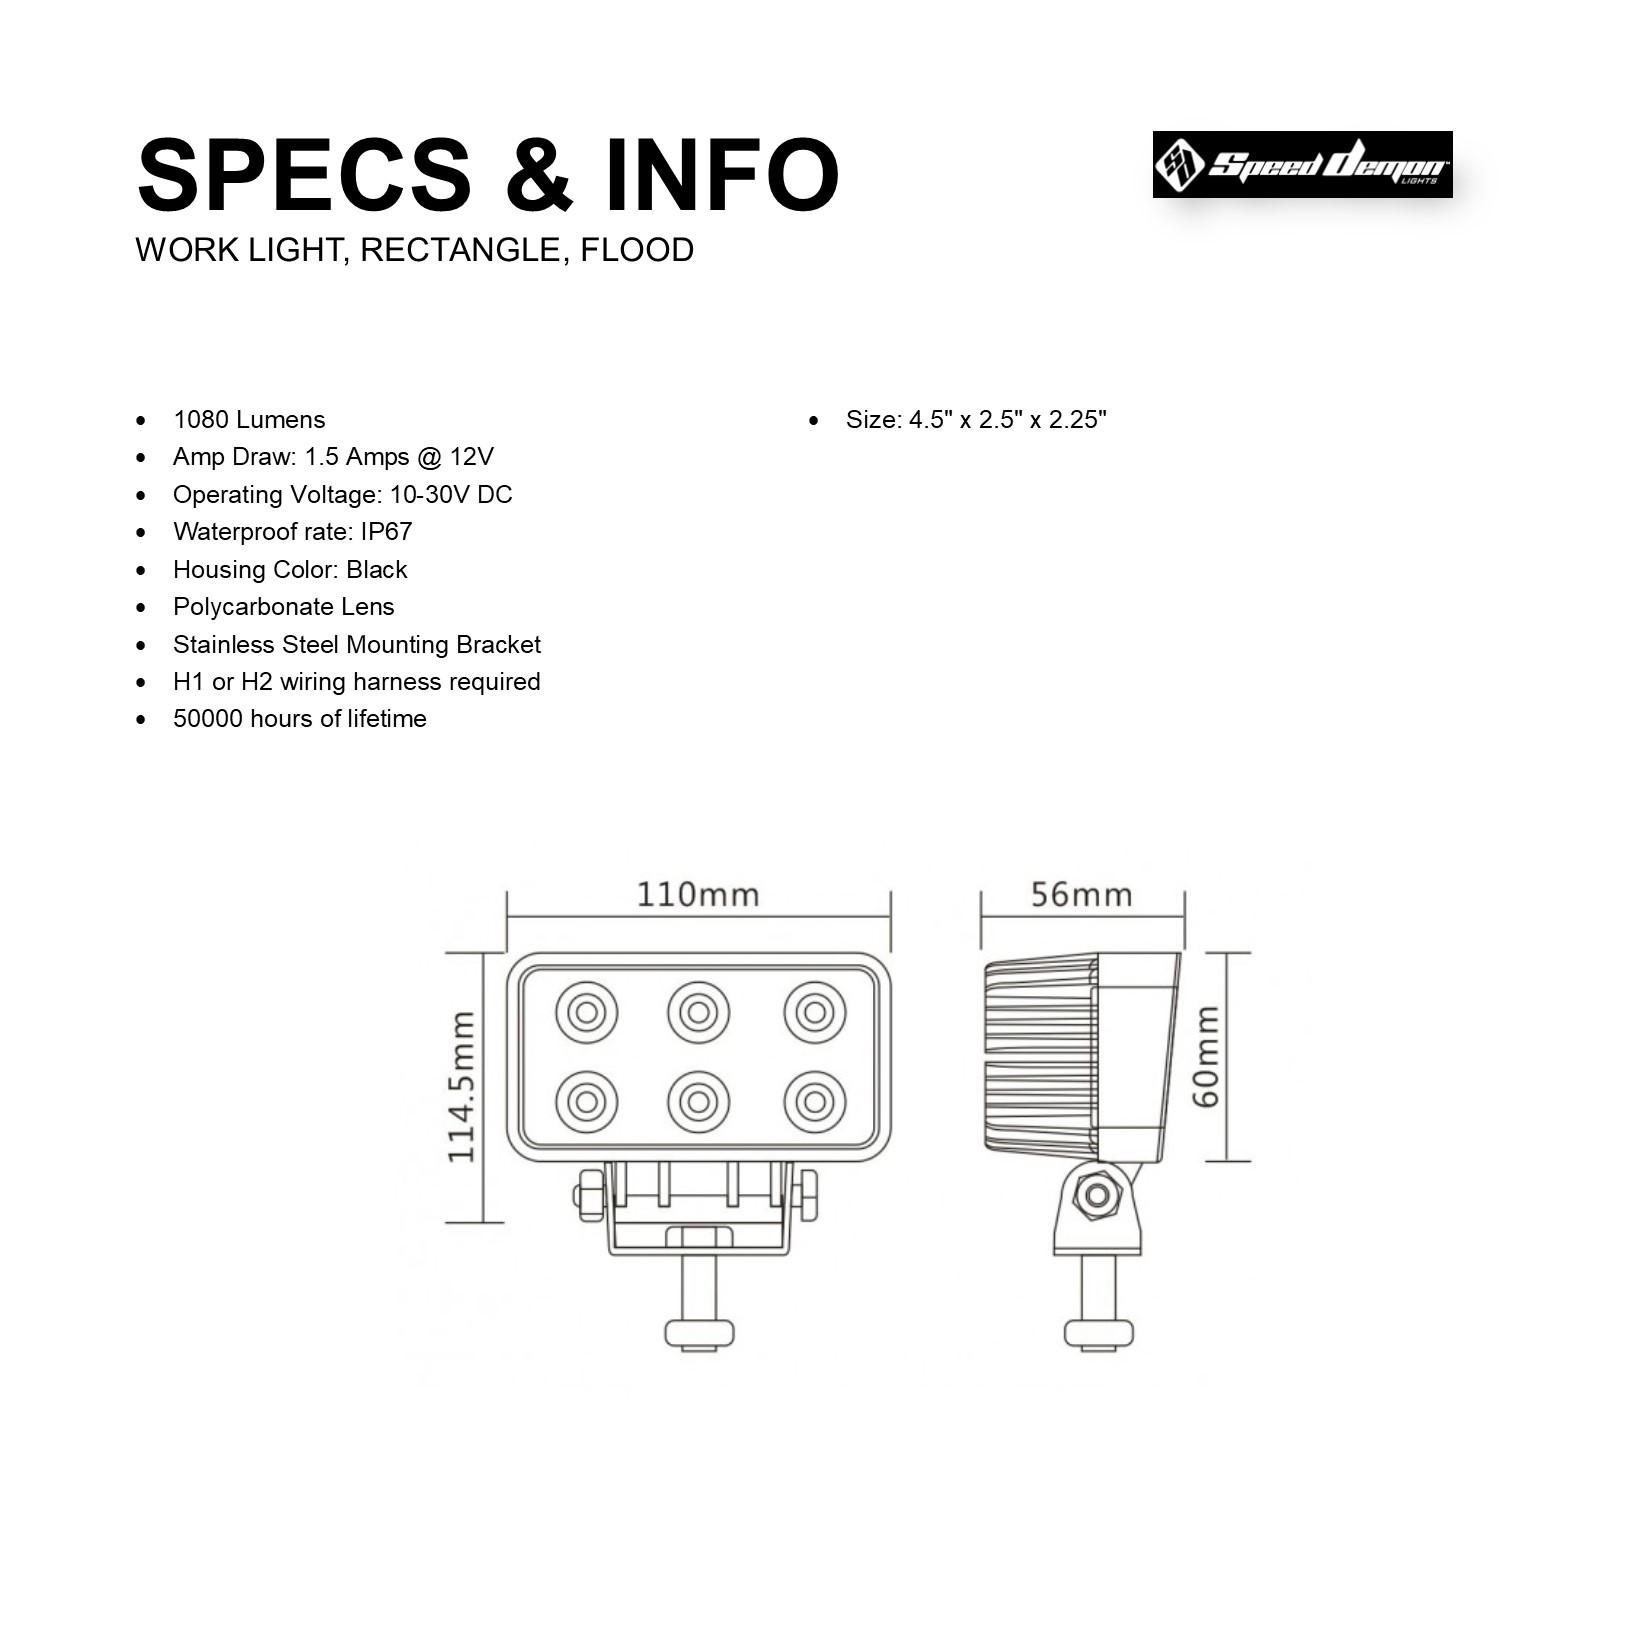 SPECS & INFO
Speed Demon™
LIGHTS
WORK LIGHT, RECTANGLE, FLOOD
• 1080 Lumens
• Amp Draw: 1.5 Amps @ 12V
• Operating Voltage: 10-30V DC
• Waterproof rate: IP67
• Housing Color: Black
• Polycarbonate Lens
• Stainless Steel Mounting Bracket
• H1 or H2 wiring harness required
• 50000 hours of lifetime
• Size: 4.5" x 2.5" x 2.25"
110mm
56mm
114.5mm
60mm